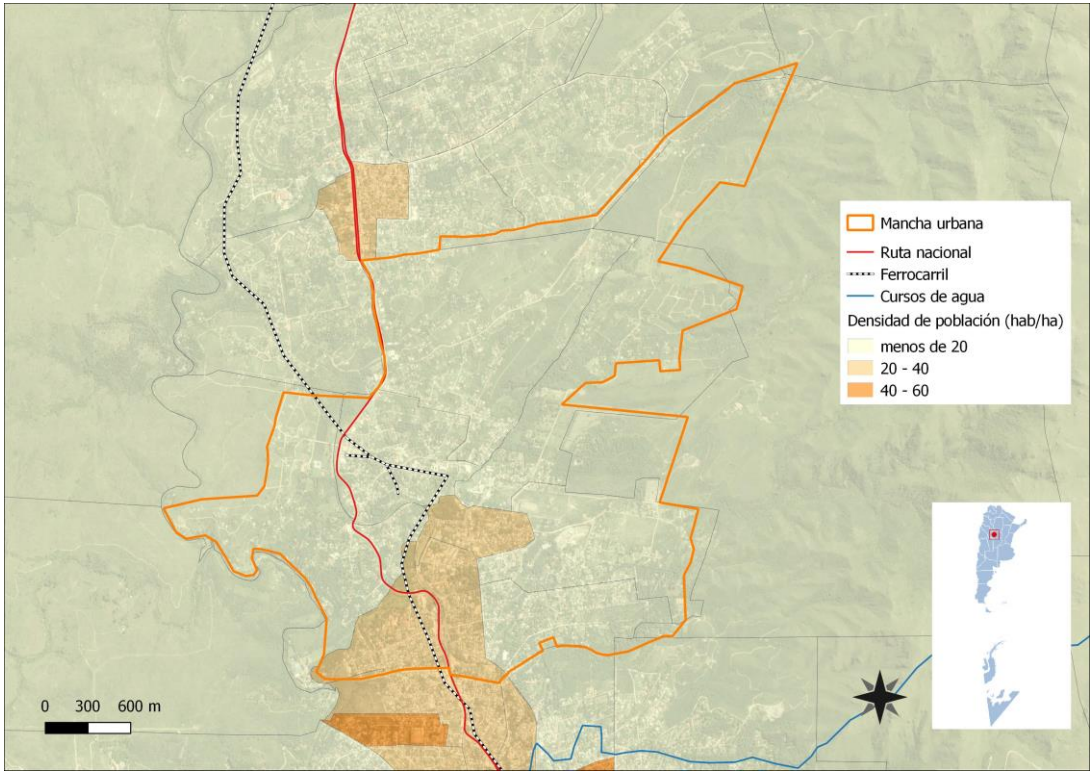 Mancha urbana
Ruta nacional
Ferrocarril
Cursos de agua
Densidad de población (hab/ha)
menos de 20
20 - 40
40 - 60
0 300 600 m